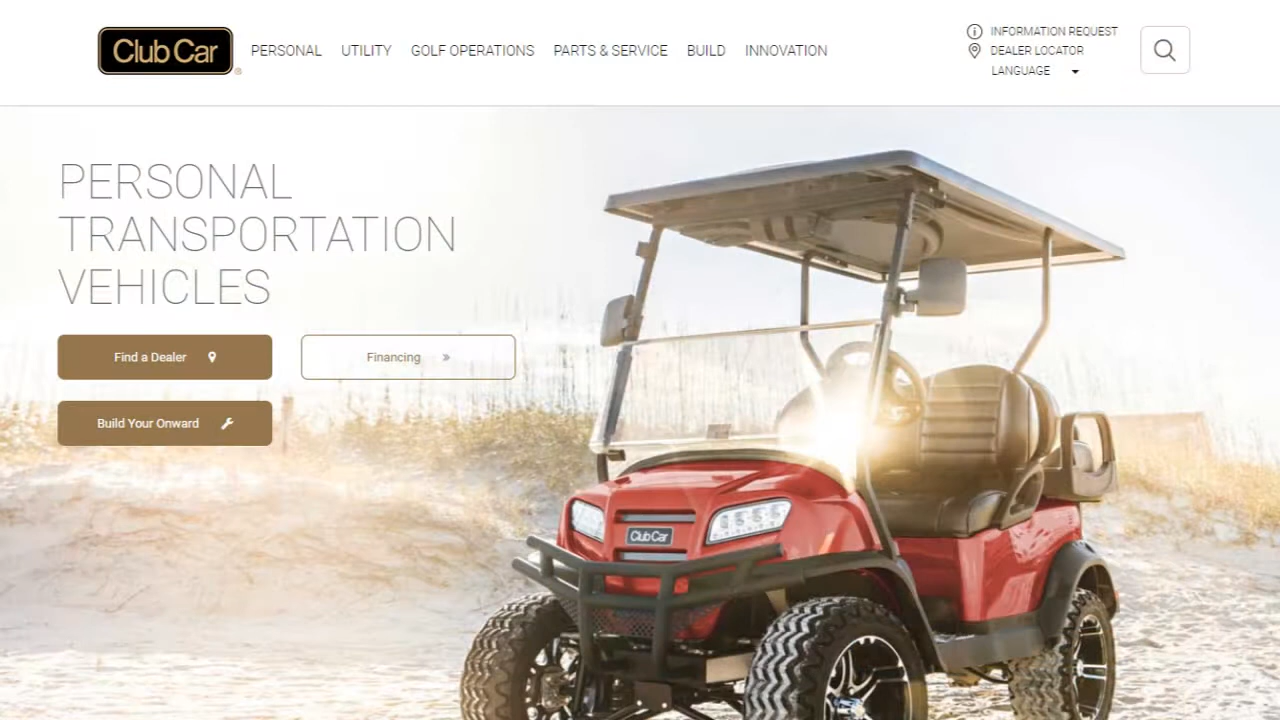 Club Car
PERSONAL UTILITY GOLF OPERATIONS PARTS & SERVICE BUILD INNOVATION
INFORMATION REQUEST
DEALER LOCATOR
LANGUAGE
PERSONAL
TRANSPORTATION
VEHICLES
Find a Dealer
Financing »
Build Your Onward
Club Car